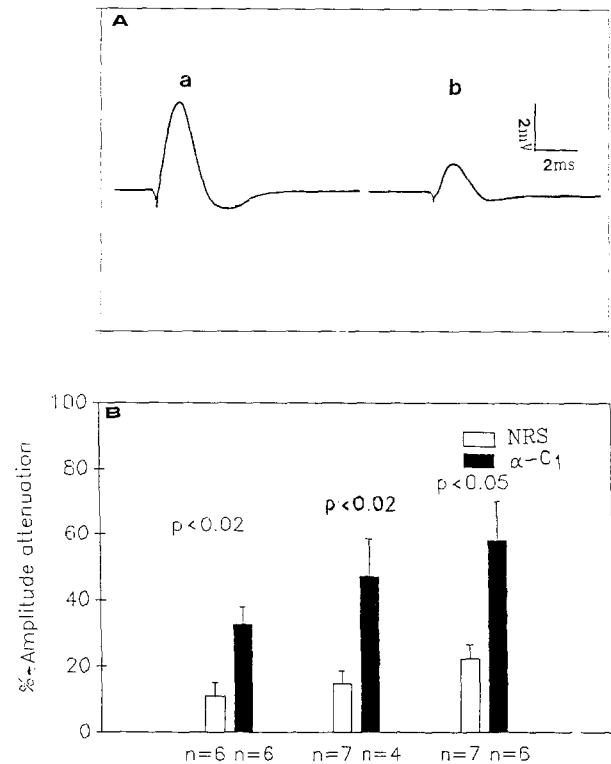 A
a
b
2mV
2ms
B
%-Amplitude attenuation
100
80
60
40
20
0
NRS
α-C1
p<0.02
p<0.02
p<0.05
n=6 n=6
n=7 n=4
n=7 n=6